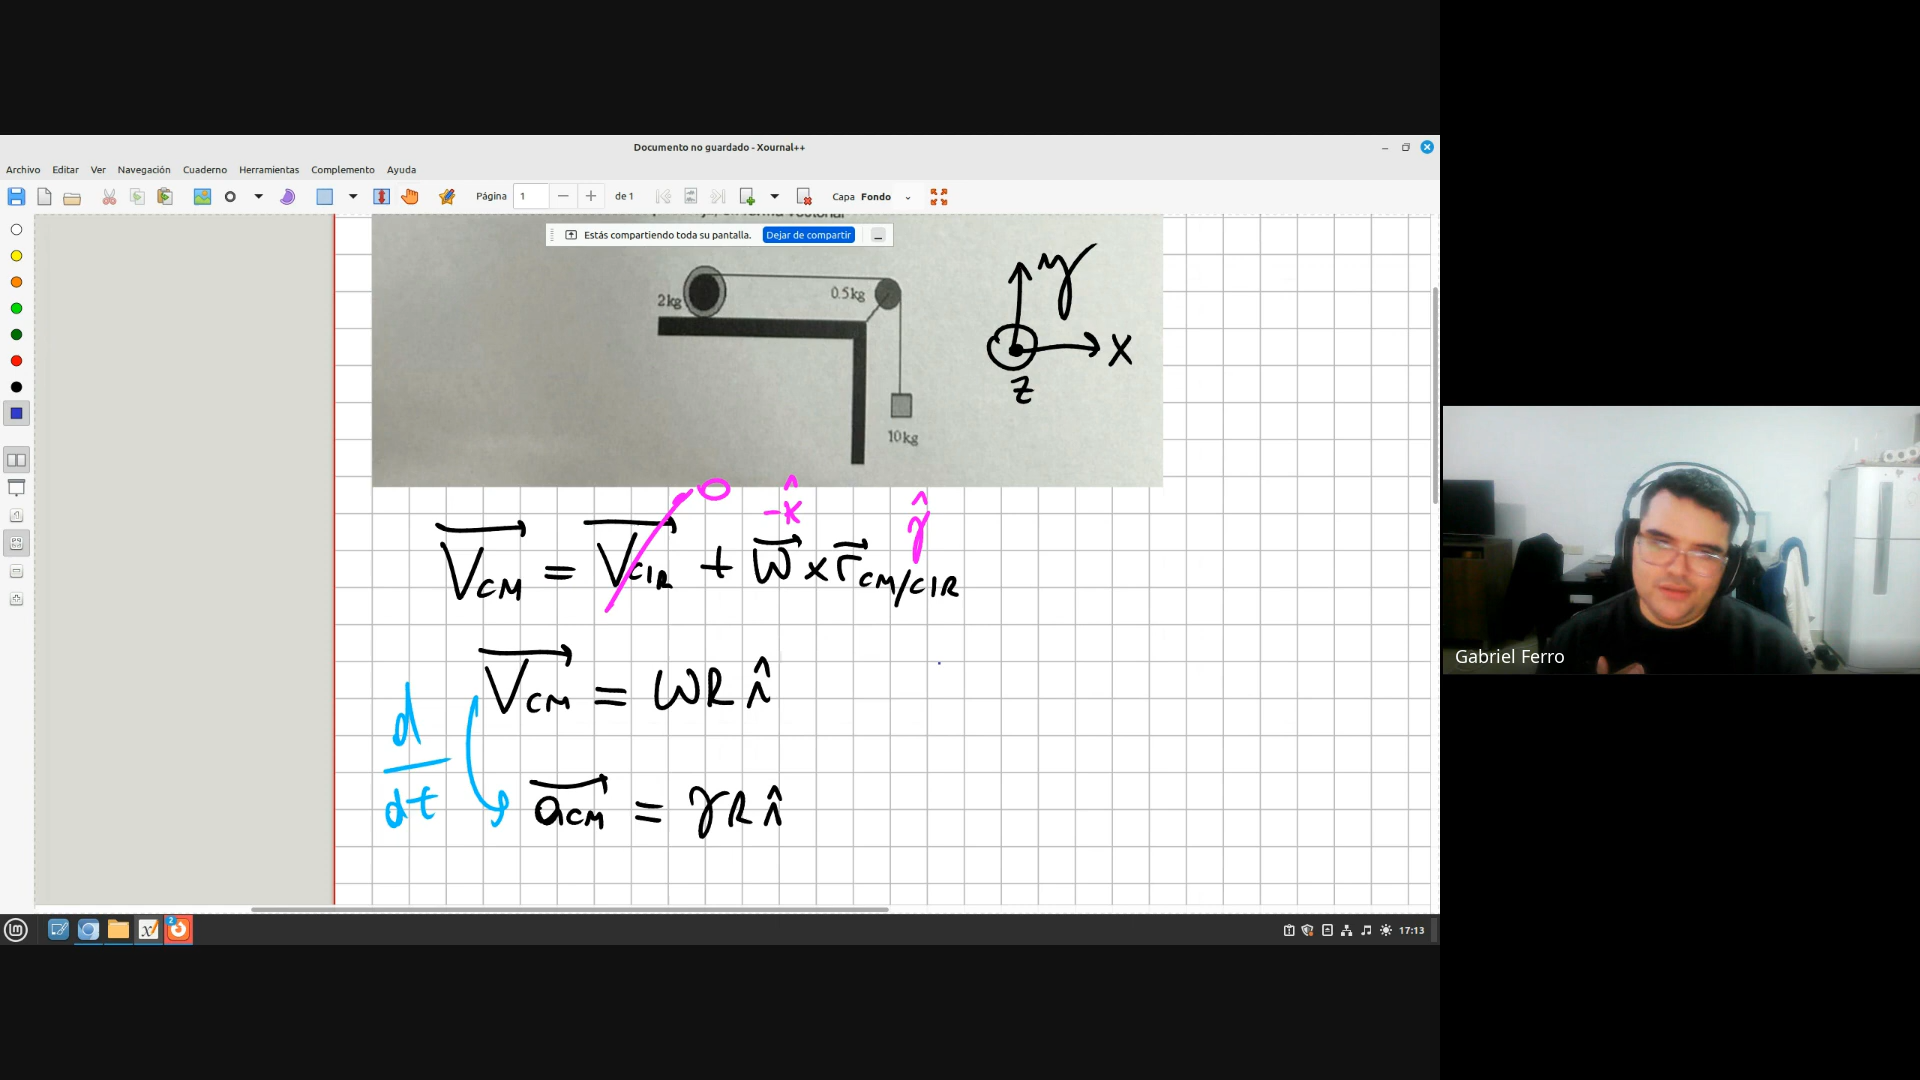 Documento no guardado - Xournal++
Archivo Editar Ver Navegación Cuaderno Herramientas Complemento Ayuda
Página 1 de 1 Capa Fondo
Estás compartiendo toda su pantalla. Dejar de compartir
2kg
0.5kg
10kg
y
x
z
0
-k̂
ĵ
V⃗CM = V⃗CIR + ω⃗ x r⃗CM/CIR
V⃗CM = ωR î
d/dt
a⃗CM = γR î
Gabriel Ferro
2
17:13